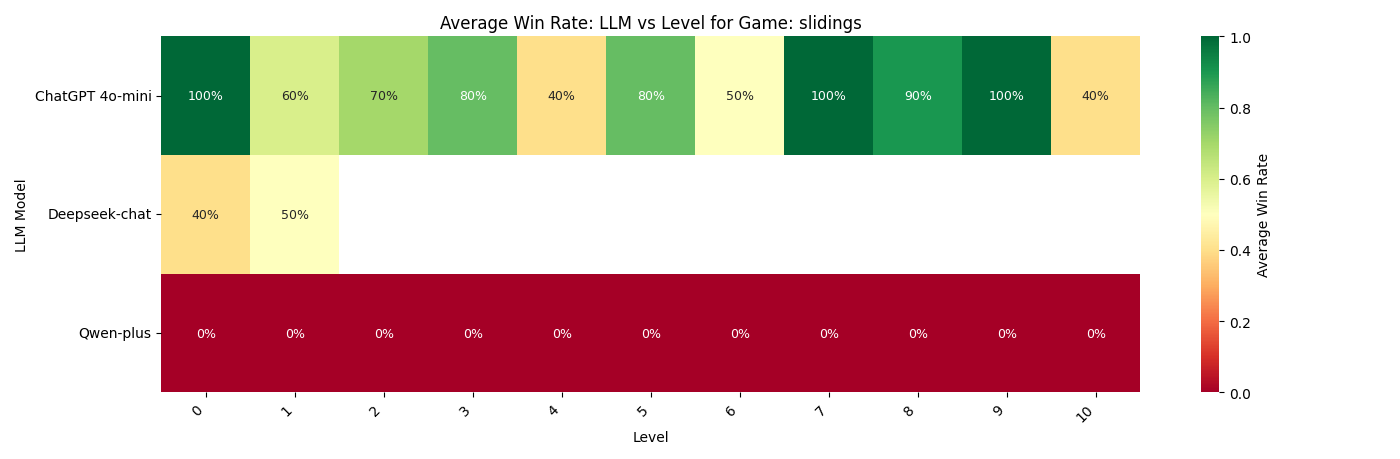 Average Win Rate: LLM vs Level for Game: slidings
LLM Model
ChatGPT 4o-mini
100% 60% 70% 80% 40% 80% 50% 100% 90% 100% 40%
Deepseek-chat
40% 50%
Qwen-plus
0% 0% 0% 0% 0% 0% 0% 0% 0% 0% 0%
0 1 2 3 4 5 6 7 8 9 10
Level
1.0
0.8
0.6
0.4
0.2
0.0
Average Win Rate